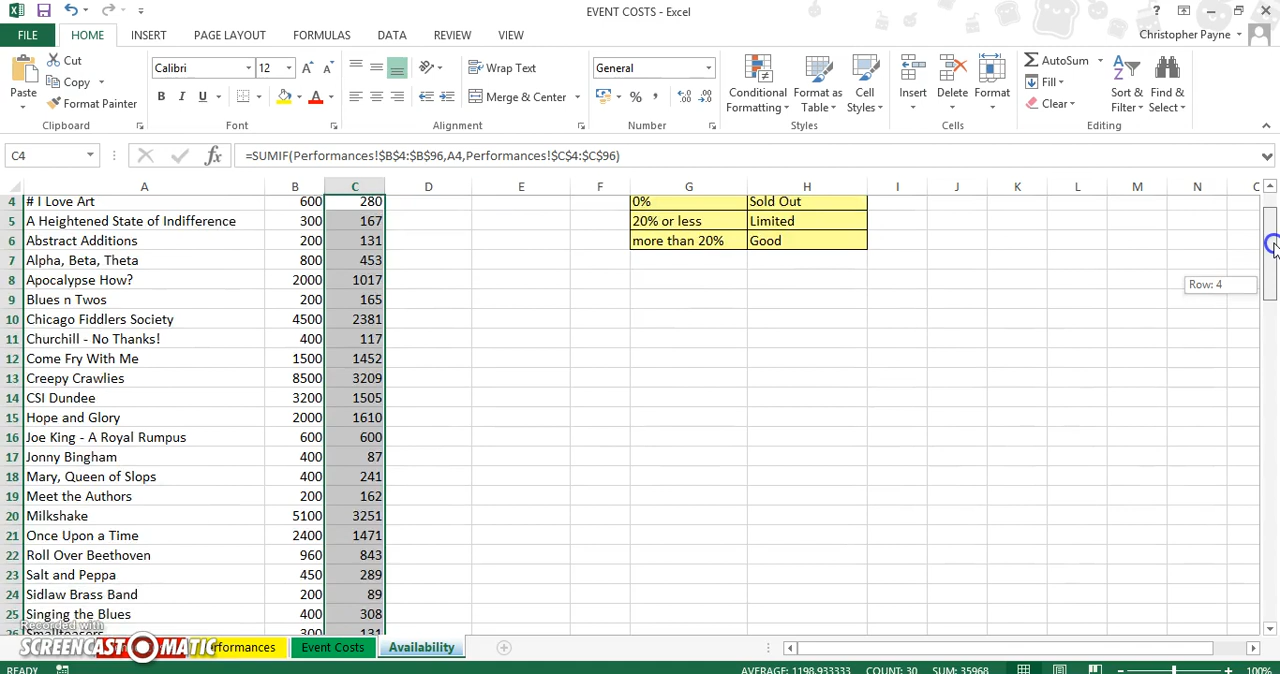 EVENT COSTS - Excel
?
FILE HOME INSERT PAGE LAYOUT FORMULAS DATA REVIEW VIEW Christopher Payne
Paste Cut Copy Format Painter Clipboard
Calibri 12 B I U A Font
Wrap Text Merge & Center Alignment
General % , Number
Conditional Formatting Format as Table Cell Styles Styles
Insert Delete Format Cells
AutoSum Fill Clear Sort & Filter Find & Select Editing
C4 fx =SUMIF(Performances!$B$4:$B$96,A4,Performances!$C$4:$C$96)
A B C D E F G H I J K L M N
4 # I Love Art 600 280 0% Sold Out
5 A Heightened State of Indifference 300 167 20% or less Limited
6 Abstract Additions 200 131 more than 20% Good
7 Alpha, Beta, Theta 800 453
8 Apocalypse How? 2000 1017
Row: 4
9 Blues n Twos 200 165
10 Chicago Fiddlers Society 4500 2381
11 Churchill - No Thanks! 400 117
12 Come Fry With Me 1500 1452
13 Creepy Crawlies 8500 3209
14 CSI Dundee 3200 1505
15 Hope and Glory 2000 1610
16 Joe King - A Royal Rumpus 600 600
17 Jonny Bingham 400 87
18 Mary, Queen of Slops 400 241
19 Meet the Authors 200 162
20 Milkshake 5100 3251
21 Once Upon a Time 2400 1471
22 Roll Over Beethoven 960 843
23 Salt and Peppa 450 289
24 Sidlaw Brass Band 200 89
25 Singing the Blues 400 308
26 Smallteasers 300 131
Recorded with
SCREENCAST-O-MATIC
Event Costs Availability
READY AVERAGE: 1198.933333 COUNT: 30 SUM: 35968 100%